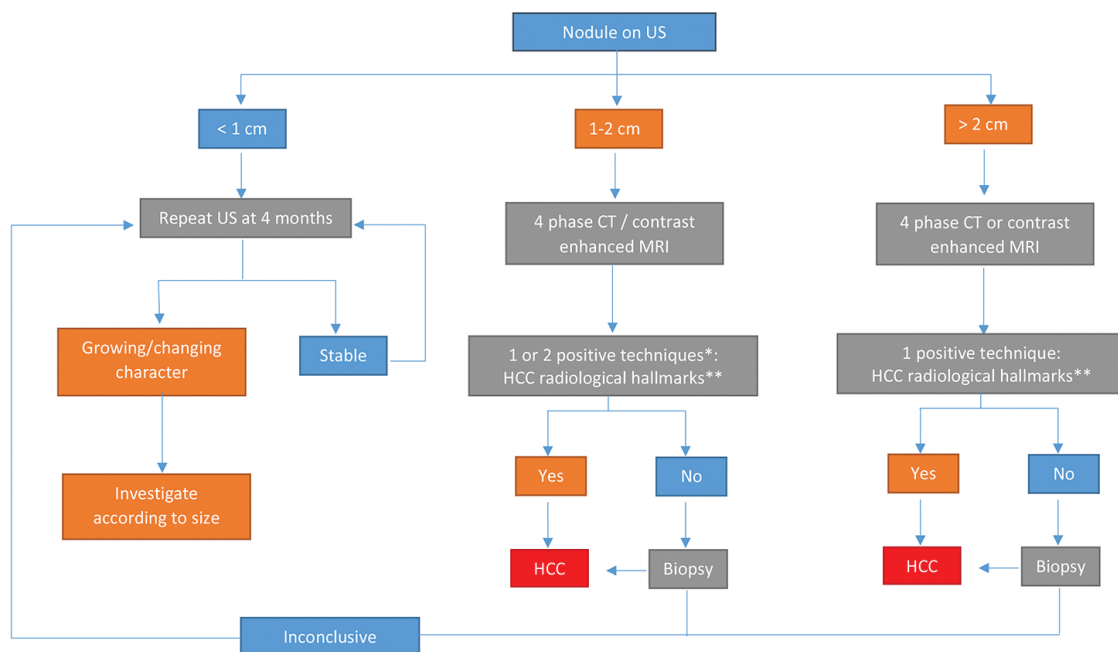 Nodule on US
< 1 cm
1-2 cm
> 2 cm
Repeat US at 4 months
4 phase CT / contrast
enhanced MRI
4 phase CT or contrast
enhanced MRI
Growing/changing
character
Stable
1 or 2 positive techniques*:
HCC radiological hallmarks**
1 positive technique:
HCC radiological hallmarks**
Investigate
according to size
Yes
No
Yes
No
HCC
Biopsy
HCC
Biopsy
Inconclusive